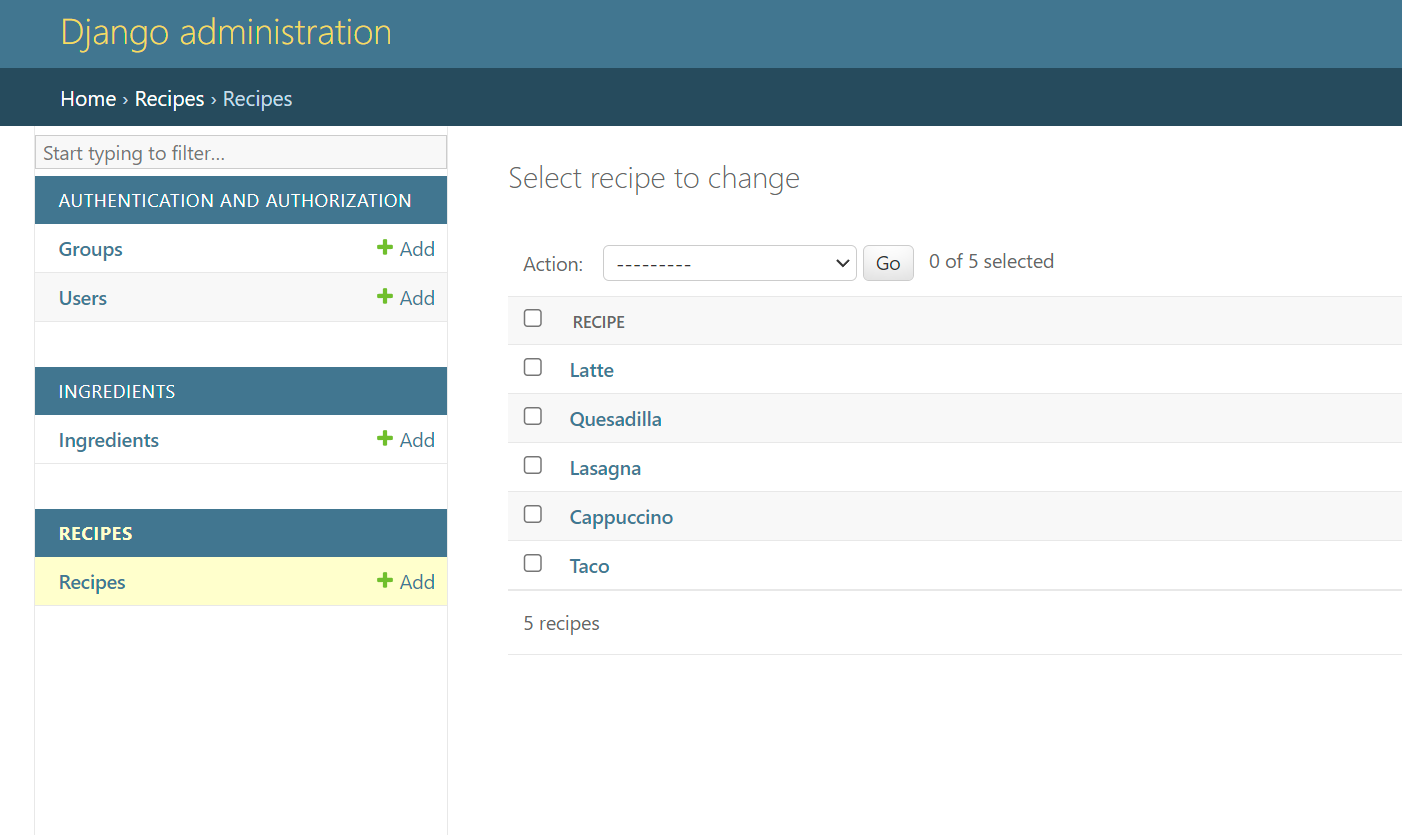 Django administration
Home › Recipes › Recipes
Start typing to filter...
AUTHENTICATION AND AUTHORIZATION
Groups Add
Users Add
INGREDIENTS
Ingredients Add
RECIPES
Recipes Add
Select recipe to change
Action: --------- Go 0 of 5 selected
RECIPE
Latte
Quesadilla
Lasagna
Cappuccino
Taco
5 recipes